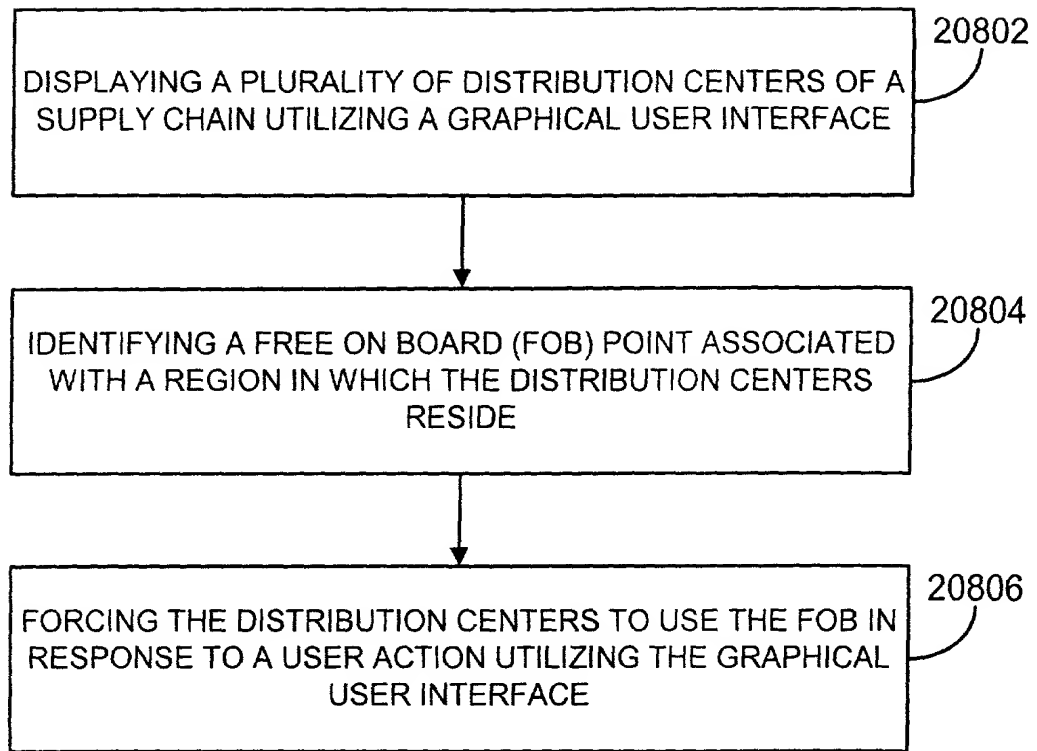 20802
DISPLAYING A PLURALITY OF DISTRIBUTION CENTERS OF A
SUPPLY CHAIN UTILIZING A GRAPHICAL USER INTERFACE
20804
IDENTIFYING A FREE ON BOARD (FOB) POINT ASSOCIATED
WITH A REGION IN WHICH THE DISTRIBUTION CENTERS
RESIDE
20806
FORCING THE DISTRIBUTION CENTERS TO USE THE FOB IN
RESPONSE TO A USER ACTION UTILIZING THE GRAPHICAL
USER INTERFACE